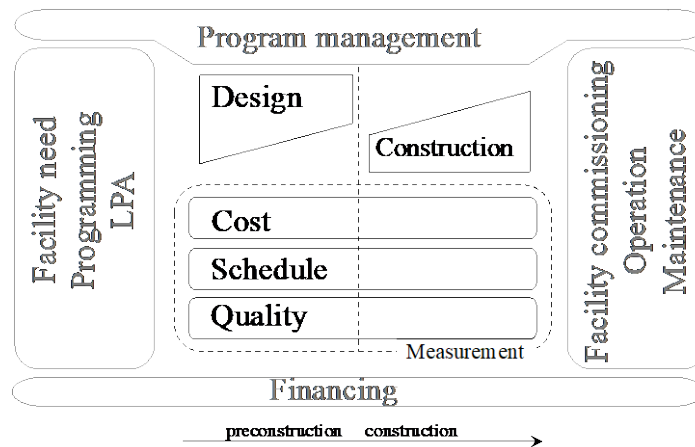 Program management
Facility need
Programming
LPA
Design
Construction
Cost
Schedule
Quality
Measurement
Facility commissioning
Operation
Maintenance
Financing
preconstruction construction